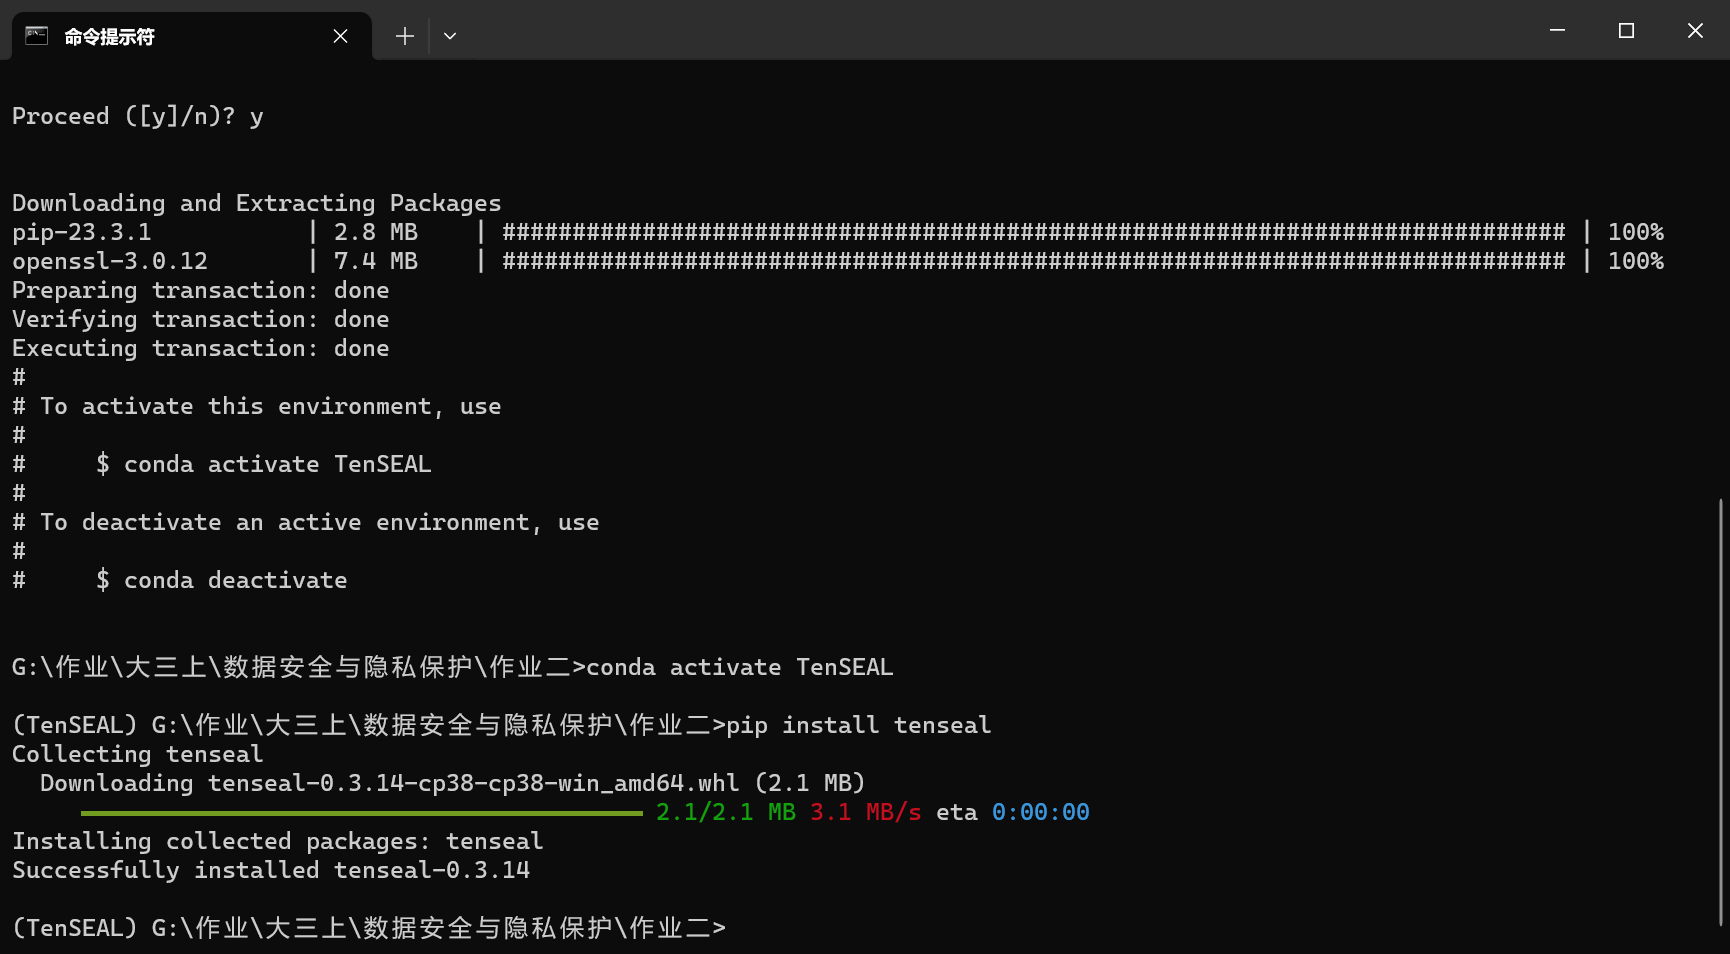 命令提示符
Proceed ([y]/n)? y
Downloading and Extracting Packages
pip-23.3.1           | 2.8 MB    | ############################################################################ | 100%
openssl-3.0.12       | 7.4 MB    | ############################################################################ | 100%
Preparing transaction: done
Verifying transaction: done
Executing transaction: done
#
# To activate this environment, use
#
#     $ conda activate TenSEAL
#
# To deactivate an active environment, use
#
#     $ conda deactivate
G:\作业\大三上\数据安全与隐私保护\作业二>conda activate TenSEAL
(TenSEAL) G:\作业\大三上\数据安全与隐私保护\作业二>pip install tenseal
Collecting tenseal
  Downloading tenseal-0.3.14-cp38-cp38-win_amd64.whl (2.1 MB)
2.1/2.1 MB 3.1 MB/s eta 0:00:00
Installing collected packages: tenseal
Successfully installed tenseal-0.3.14
(TenSEAL) G:\作业\大三上\数据安全与隐私保护\作业二>